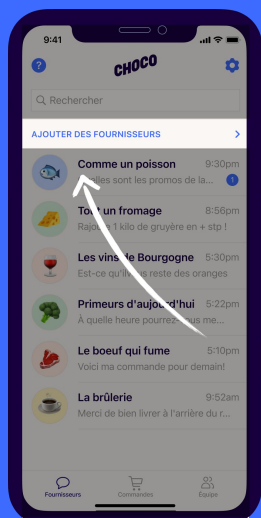 9:41
?
CHOCO
Rechercher
AJOUTER DES FOURNISSEURS
Comme un poisson 9:30pm
elles sont les promos de la... 1
Tout un fromage 8:56pm
Rajoute 1 kilo de gruyère en + stp !
Les vins de Bourgogne 5:30pm
Est-ce qu'il vous reste des oranges
Primeurs d'aujourd'hui 5:22pm
À quelle heure pourrez-vous me...
Le boeuf qui fume 5:10pm
Voici ma commande pour demain!
La brûlerie 9:52am
Merci de bien livrer à l'arrière du r...
Fournisseurs Commandes Équipe